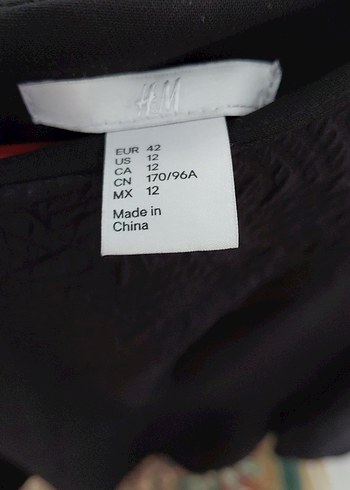 H&M
EUR 42
US 12
CA 12
CN 170/96A
MX 12
Made in
China